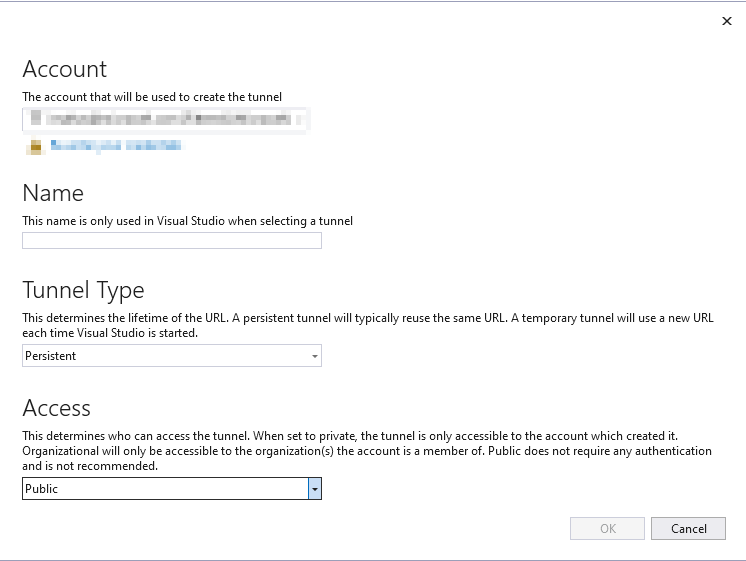 Account
The account that will be used to create the tunnel
Name
This name is only used in Visual Studio when selecting a tunnel
Tunnel Type
This determines the lifetime of the URL. A persistent tunnel will typically reuse the same URL. A temporary tunnel will use a new URL
each time Visual Studio is started.
Persistent
Access
This determines who can access the tunnel. When set to private, the tunnel is only accessible to the account which created it.
Organizational will only be accessible to the organization(s) the account is a member of. Public does not require any authentication
and is not recommended.
Public
OK
Cancel